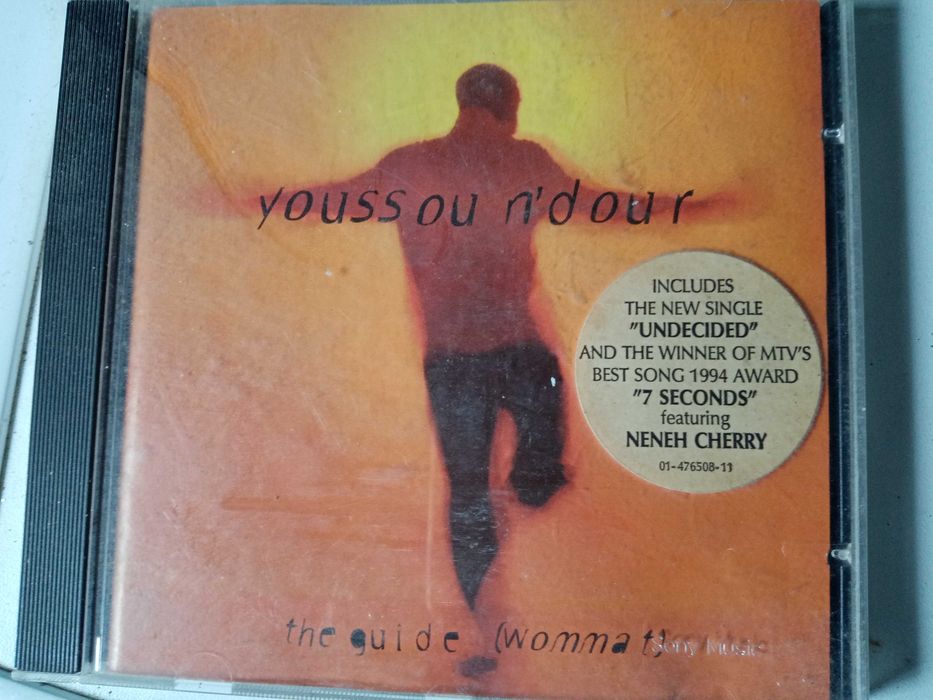 youssou n'dour
INCLUDES
THE NEW SINGLE
"UNDECIDED"
AND THE WINNER OF MTV'S
BEST SONG 1994 AWARD
"7 SECONDS"
featuring
NENEH CHERRY
01-476508-11
the guide (wommat)
Sony Music